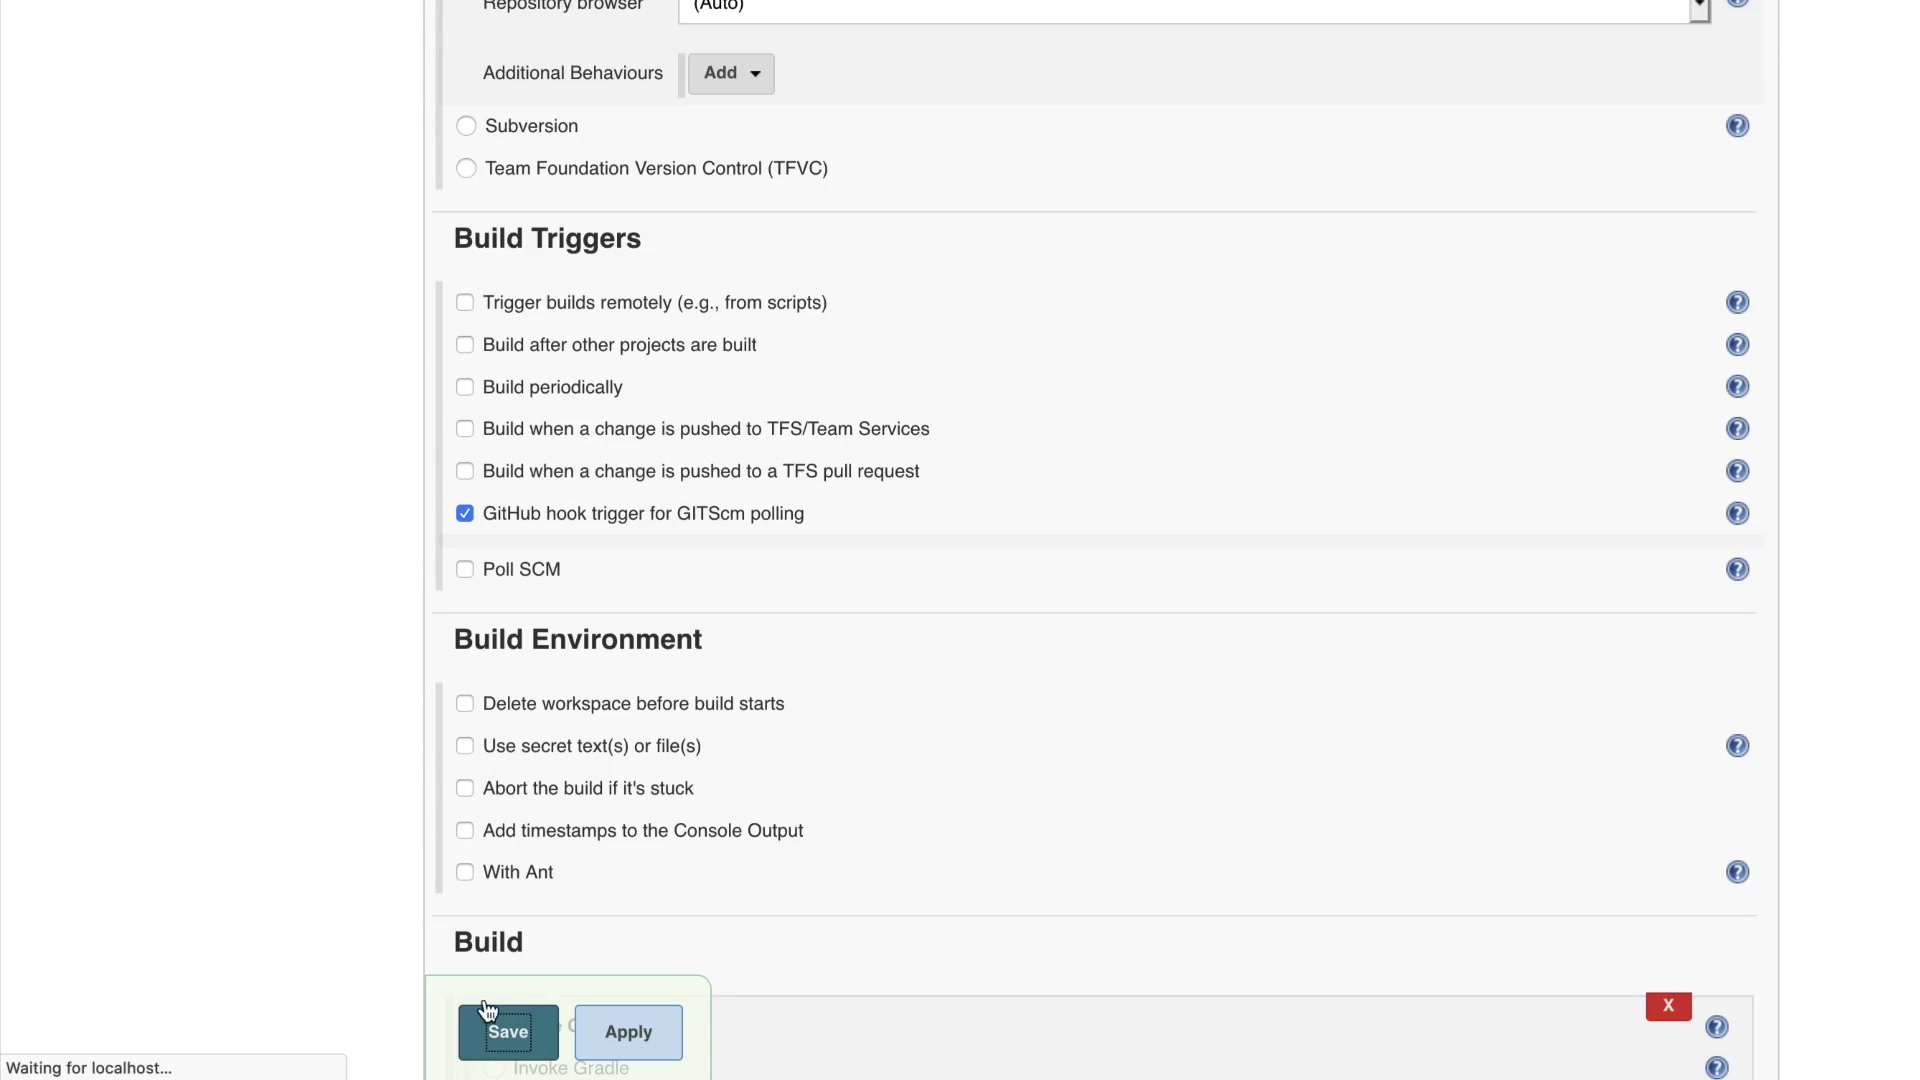 Repository browser
(Auto)
Additional Behaviours
Add
Subversion
Team Foundation Version Control (TFVC)
Build Triggers
Trigger builds remotely (e.g., from scripts)
Build after other projects are built
Build periodically
Build when a change is pushed to TFS/Team Services
Build when a change is pushed to a TFS pull request
GitHub hook trigger for GITScm polling
Poll SCM
Build Environment
Delete workspace before build starts
Use secret text(s) or file(s)
Abort the build if it's stuck
Add timestamps to the Console Output
With Ant
Build
X
Save
Apply
Invoke Gradle
Waiting for localhost...